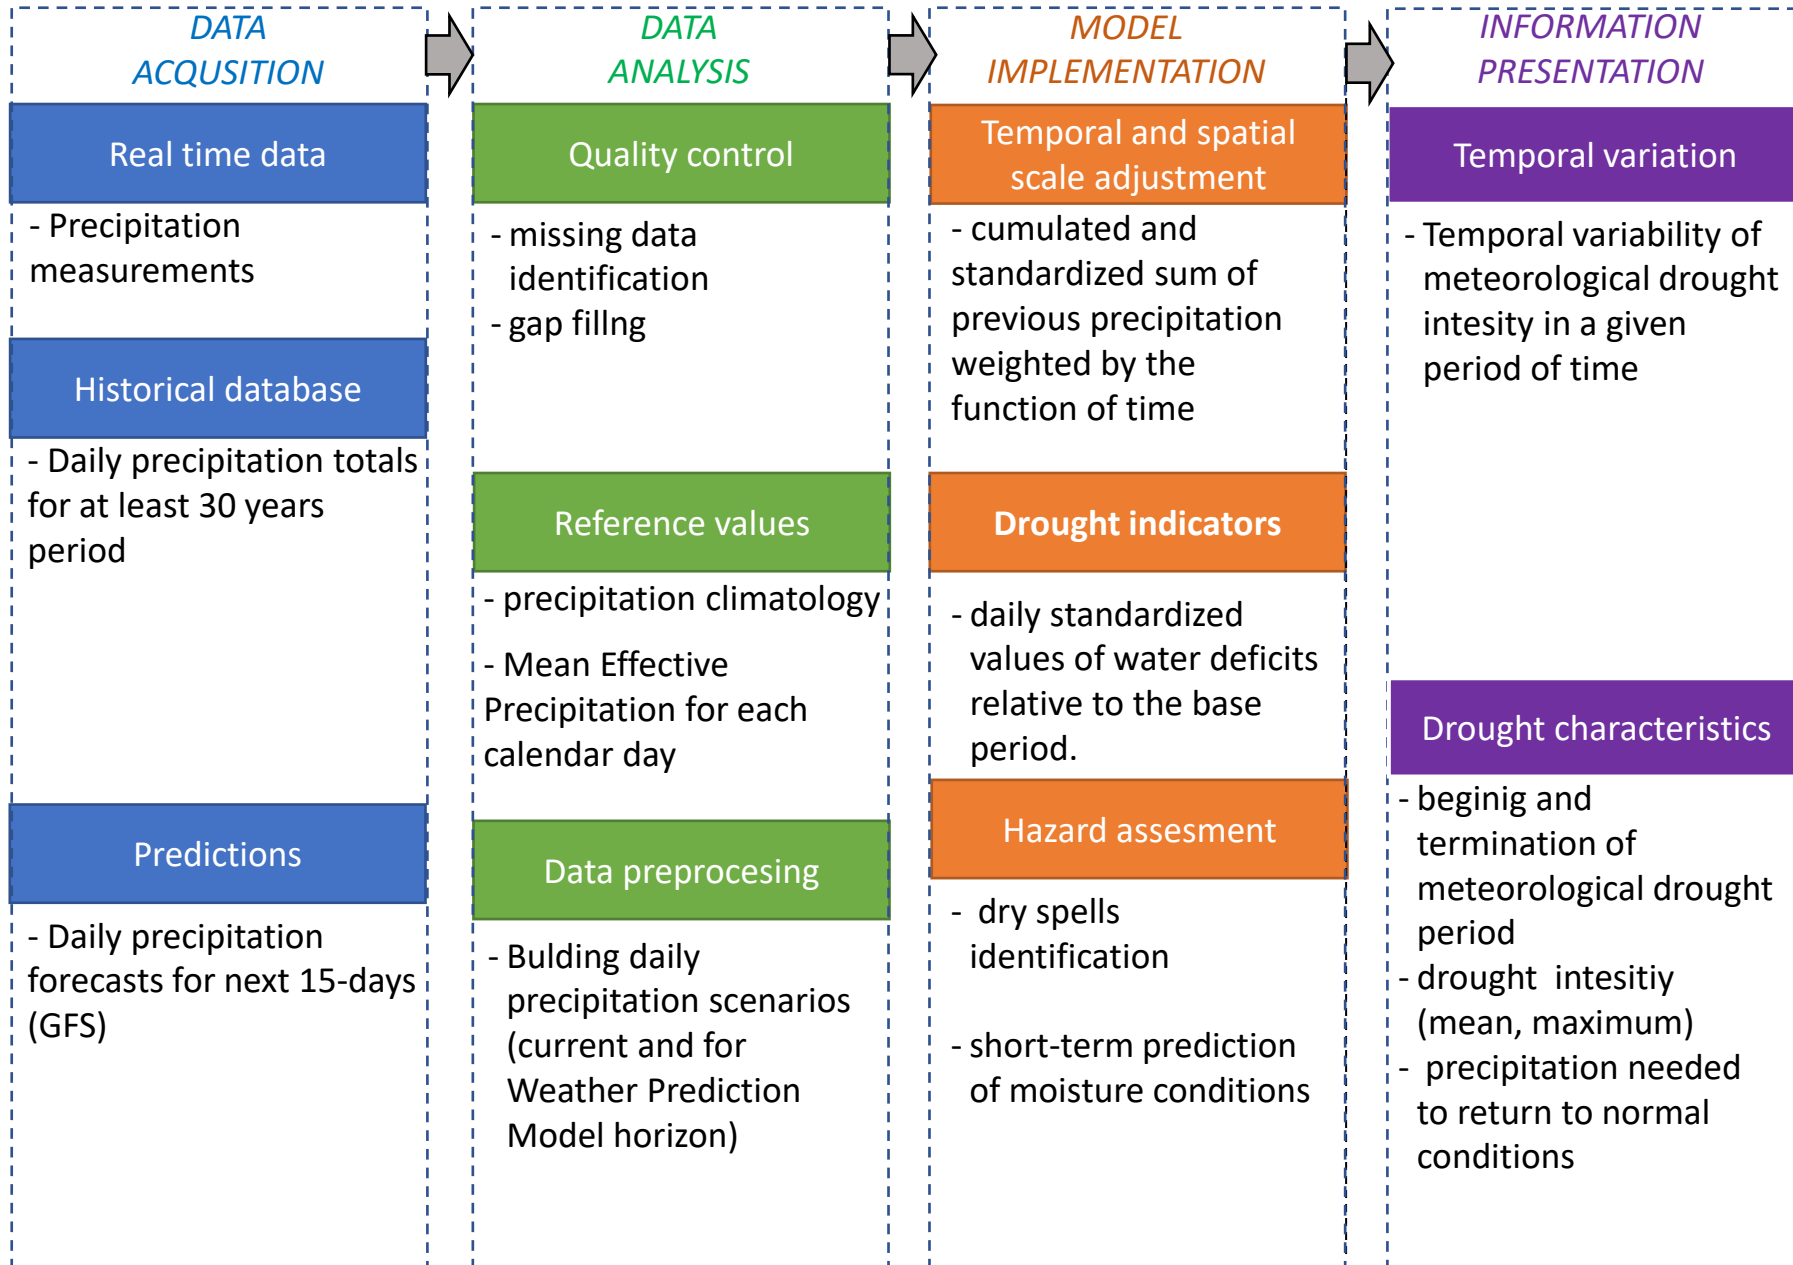 DATA
ACQUSITION
Real time data
- Precipitation
measurements
Historical database
- Daily precipitation totals
for at least 30 years
period
Predictions
- Daily precipitation
forecasts for next 15-days
(GFS)
DATA
ANALYSIS
Quality control
- missing data
identification
- gap fillng
Reference values
- precipitation climatology
- Mean Effective
Precipitation for each
calendar day
Data preprocesing
- Bulding daily
precipitation scenarios
(current and for
Weather Prediction
Model horizon)
MODEL
IMPLEMENTATION
Temporal and spatial
scale adjustment
- cumulated and
standardized sum of
previous precipitation
weighted by the
function of time
Drought indicators
- daily standardized
values of water deficits
relative to the base
period.
Hazard assesment
- dry spells
identification
- short-term prediction
of moisture conditions
INFORMATION
PRESENTATION
Temporal variation
- Temporal variability of
meteorological drought
intesity in a given
period of time
Drought characteristics
- beginig and
termination of
meteorological drought
period
- drought intesitiy
(mean, maximum)
- precipitation needed
to return to normal
conditions